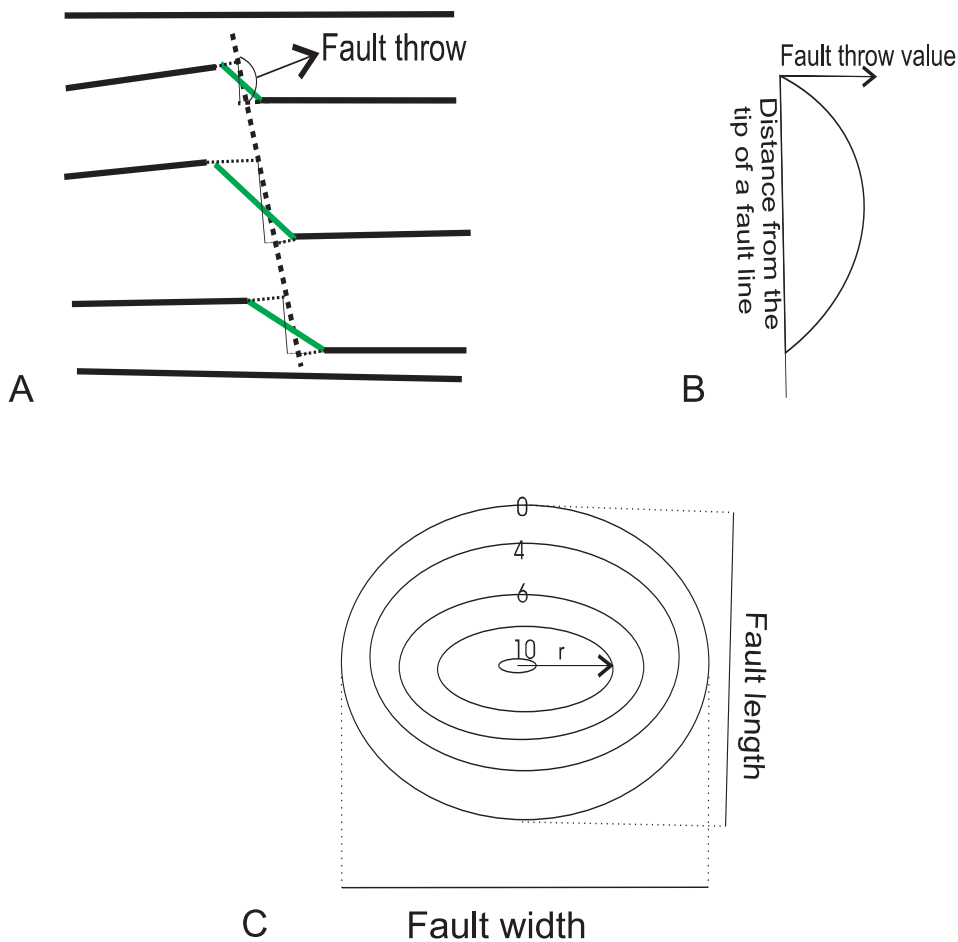 Fault throw
A
Fault throw value
Distance from the
tip of a fault line
B
0
4
6
10
r
Fault length
C
Fault width